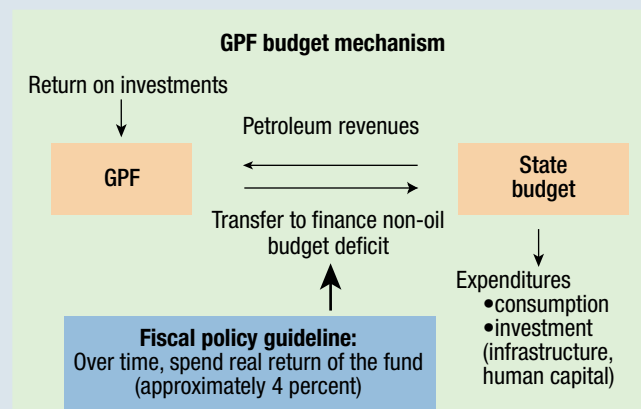 GPF budget mechanism
Return on investments
Petroleum revenues
GPF
State
budget
Transfer to finance non-oil
budget deficit
Expenditures
•consumption
•investment
(infrastructure,
human capital)
Fiscal policy guideline:
Over time, spend real return of the fund
(approximately 4 percent)